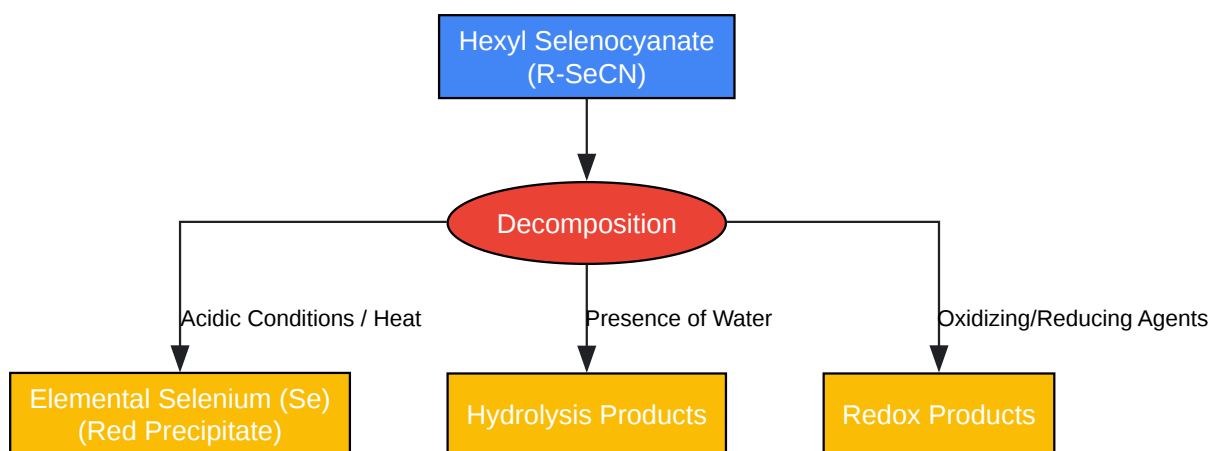 Hexyl Selenocyanate
(R-SeCN)
Decomposition
Acidic Conditions / Heat
Presence of Water
Oxidizing/Reducing Agents
Elemental Selenium (Se)
(Red Precipitate)
Hydrolysis Products
Redox Products